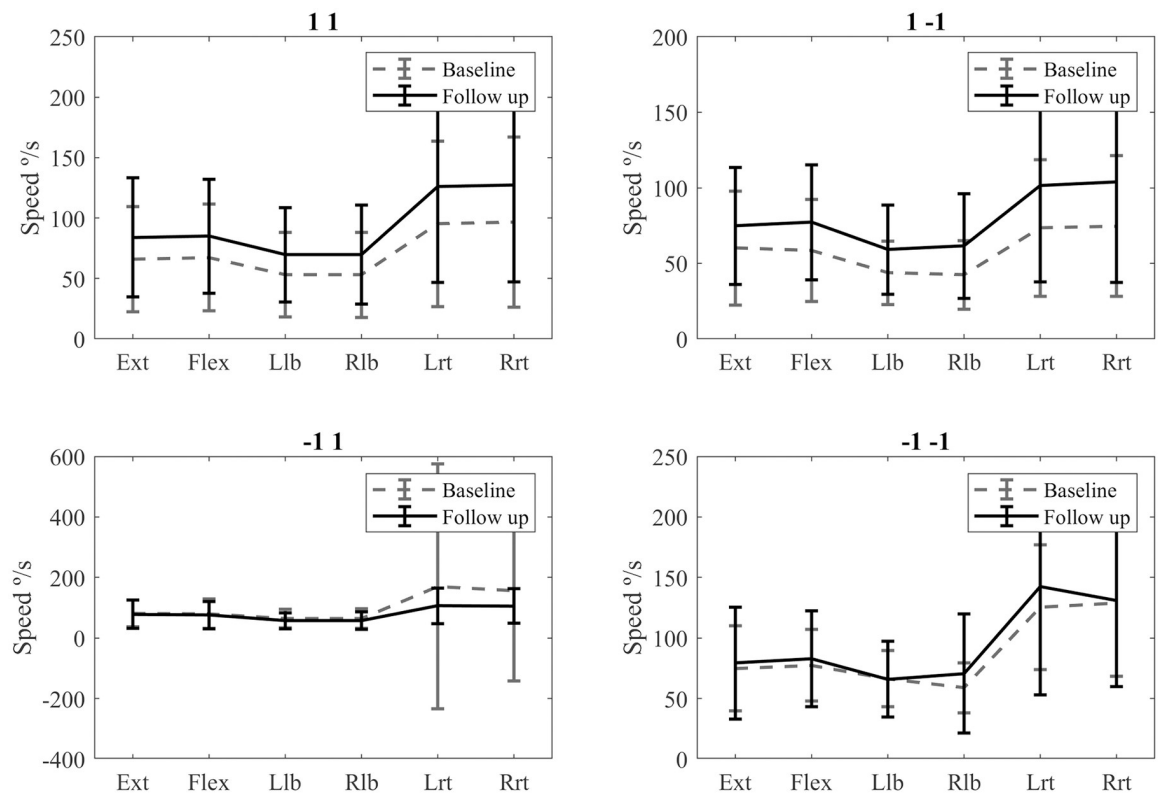 1 1
250
200
150
100
50
0
Speed º/s
Baseline
Follow up
Ext Flex Llb Rlb Lrt Rrt
1 -1
200
150
100
50
0
Speed º/s
Baseline
Follow up
Ext Flex Llb Rlb Lrt Rrt
-1 1
600
400
200
0
-200
-400
Speed º/s
Baseline
Follow up
Ext Flex Llb Rlb Lrt Rrt
-1 -1
250
200
150
100
50
0
Speed º/s
Baseline
Follow up
Ext Flex Llb Rlb Lrt Rrt